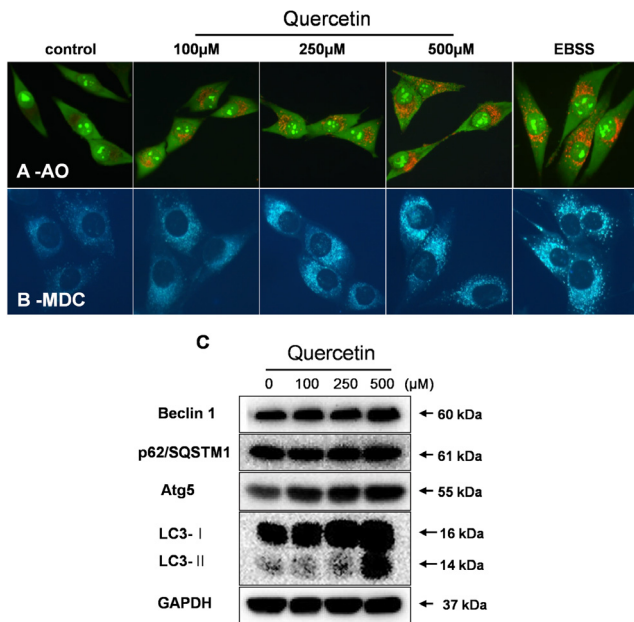 Quercetin
control 100μM 250μM 500μM EBSS
A -AO
B -MDC
C
Quercetin
0 100 250 500 (μM)
Beclin 1 ← 60 kDa
p62/SQSTM1 ← 61 kDa
Atg5 ← 55 kDa
LC3- Ⅰ ← 16 kDa
LC3- Ⅱ ← 14 kDa
GAPDH ← 37 kDa